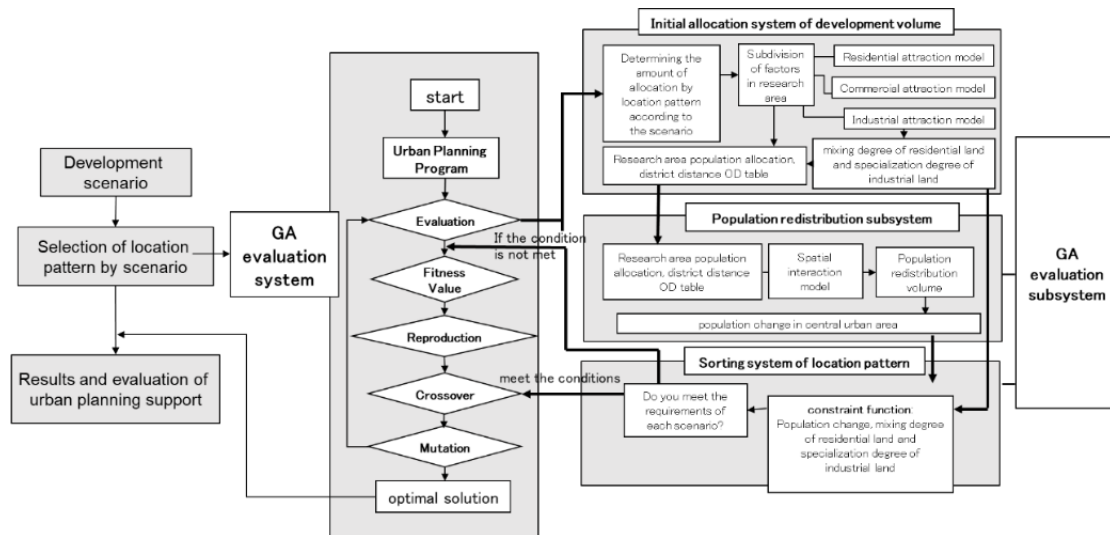 Development
scenario
Selection of location
pattern by scenario
Results and evaluation of
urban planning support
GA
evaluation
system
start
Urban Planning
Program
Evaluation
Fitness
Value
Reproduction
Crossover
Mutation
optimal solution
If the condition
is not met
meet the conditions
Initial allocation system of development volume
Determining the
amount of
allocation by
location pattern
according to
the scenario
Subdivision
of factors
in research
area
Residential attraction model
Commercial attraction model
Industrial attraction model
Research area population allocation,
district distance OD table
mixing degree of residential land
and specialization degree of
industrial land
Population redistribution subsystem
Research area population
allocation, district distance
OD table
Spatial
interaction
model
Population
redistribution
volume
population change in central urban area
Sorting system of location pattern
Do you meet the
requirements of
each scenario?
constraint function:
Population change, mixing degree
of residential land and
specialization degree of
industrial land
GA
evaluation
subsystem